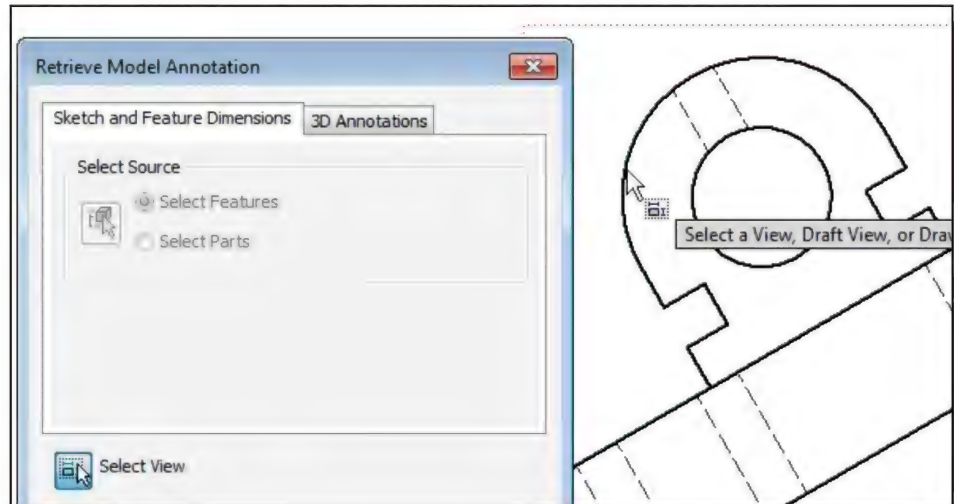 Retrieve Model Annotation
Sketch and Feature Dimensions
3D Annotations
Select Source
Select Features
Select Parts
Select a View, Draft View, or
Select View